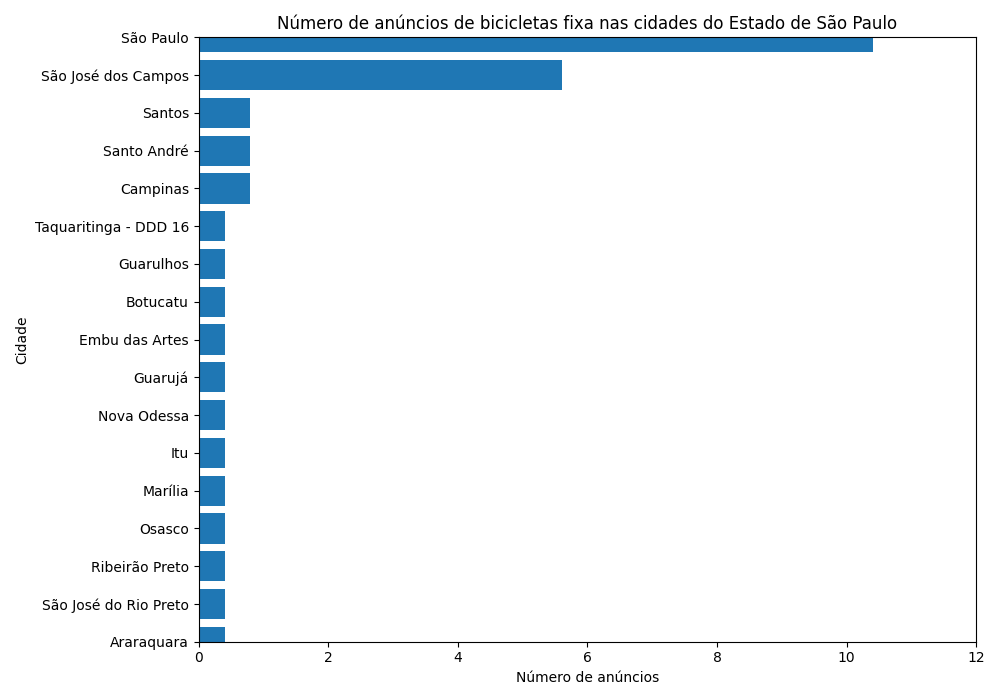 Número de anúncios de bicicletas fixa nas cidades do Estado de São Paulo
São Paulo
São José dos Campos
Santos
Santo André
Campinas
Taquaritinga - DDD 16
Guarulhos
Botucatu
Embu das Artes
Guarujá
Nova Odessa
Itu
Marília
Osasco
Ribeirão Preto
São José do Rio Preto
Araraquara
Cidade
0 2 4 6 8 10 12
Número de anúncios